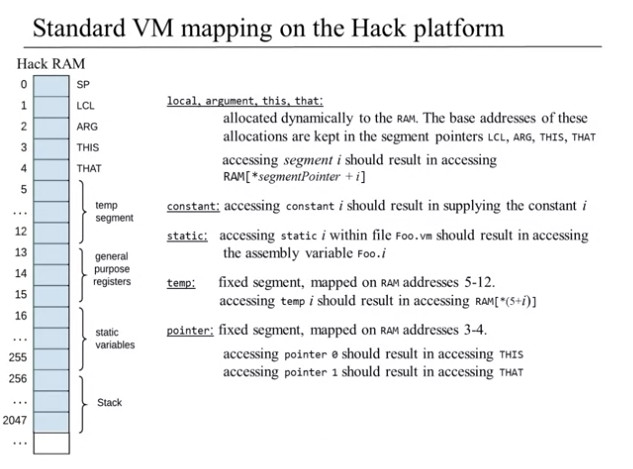 Standard VM mapping on the Hack platform
Hack RAM
0 SP
1 LCL
2 ARG
3 THIS
4 THAT
5
...
12
temp
segment
13
14
15
general
purpose
registers
16
...
255
static
variables
256
...
2047
Stack
...
local, argument, this, that:
allocated dynamically to the RAM. The base addresses of these
allocations are kept in the segment pointers LCL, ARG, THIS, THAT
accessing segment i should result in accessing
RAM[*segmentPointer + i]
constant: accessing constant i should result in supplying the constant i
static: accessing static i within file Foo.vm should result in accessing
the assembly variable Foo.i
temp: fixed segment, mapped on RAM addresses 5-12.
accessing temp i should result in accessing RAM[*(5+i)]
pointer: fixed segment, mapped on RAM addresses 3-4.
accessing pointer 0 should result in accessing THIS
accessing pointer 1 should result in accessing THAT